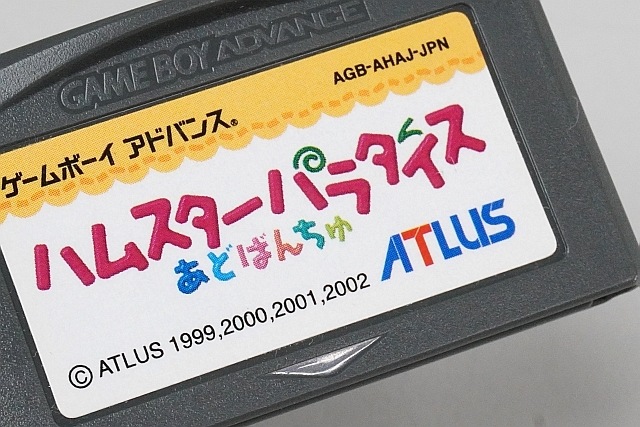 GAME BOY ADVANCE
AGB-AHAJ-JPN
ゲームボーイ アドバンス®
ハムスターパラダイス
あどばんちゅ
ATLUS
© ATLUS 1999,2000,2001,2002